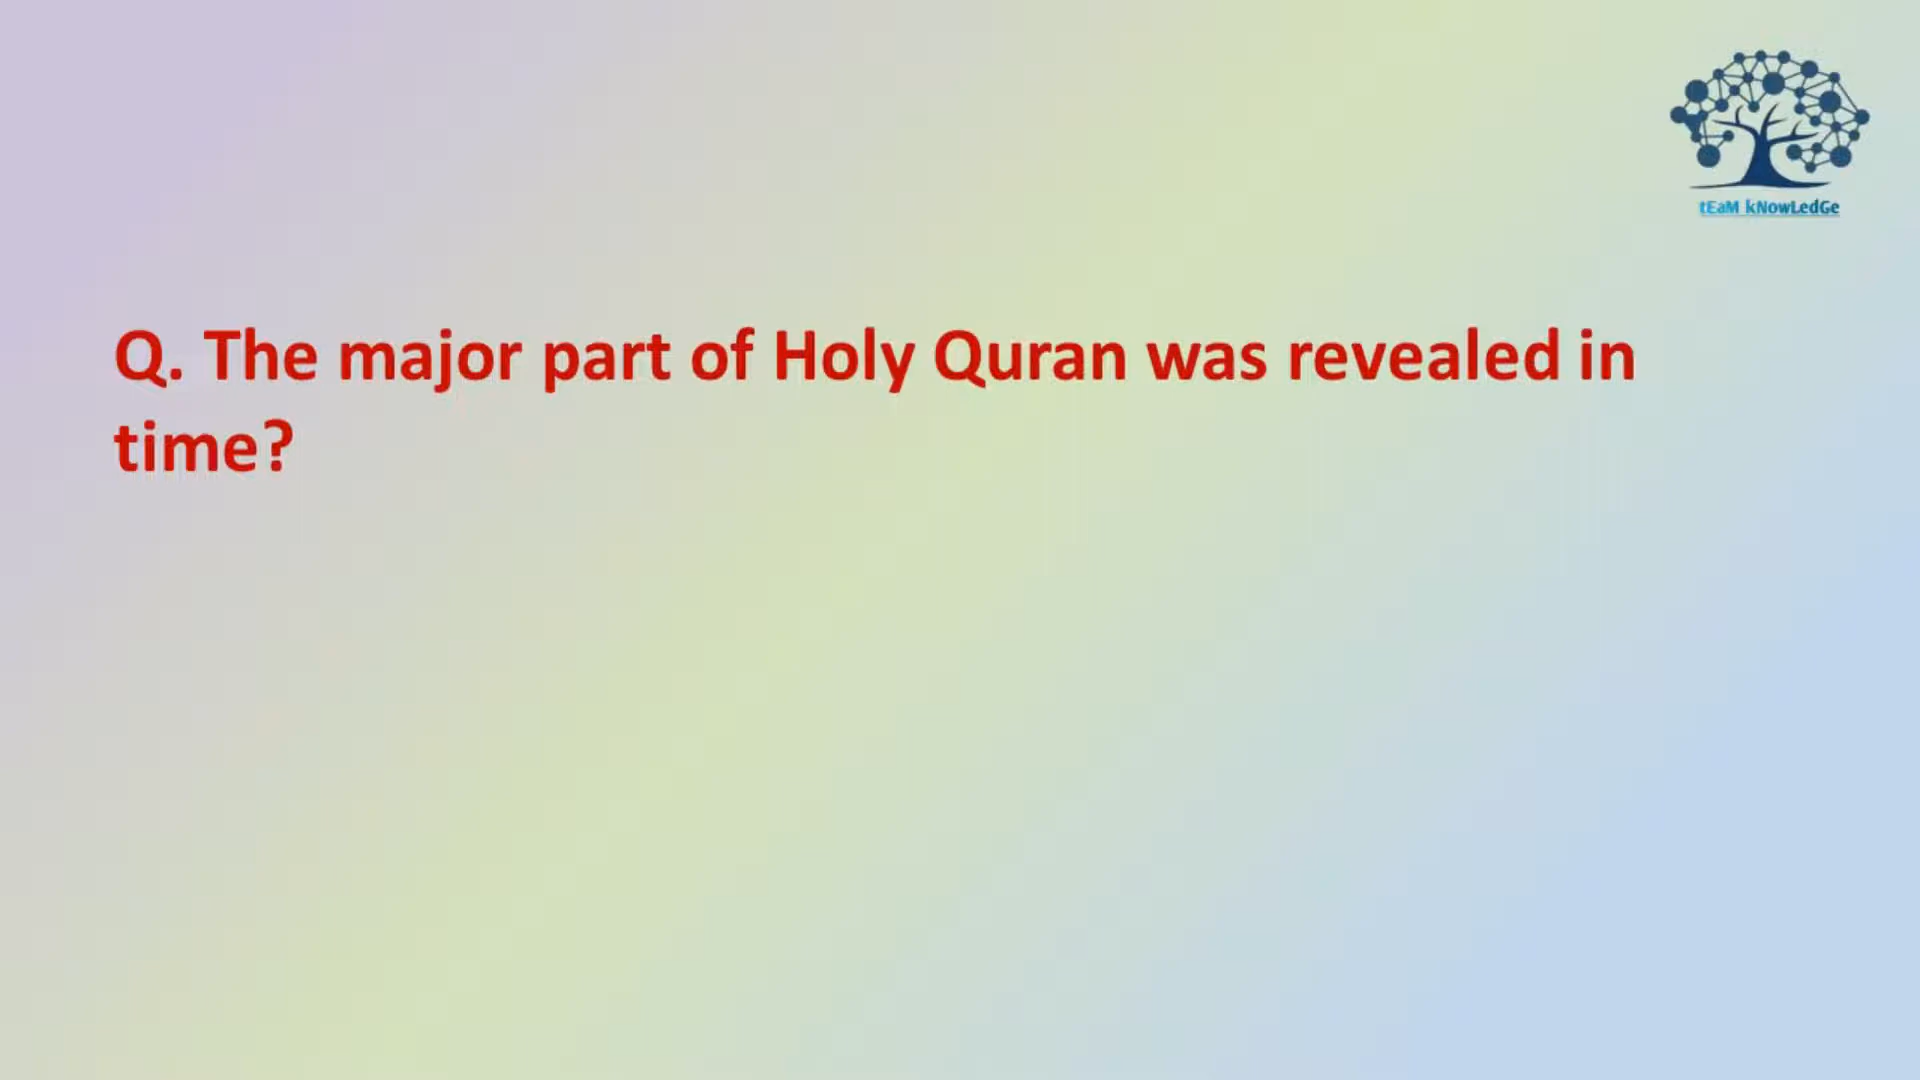 tEaM kNowLedGe
Q. The major part of Holy Quran was revealed in
time?